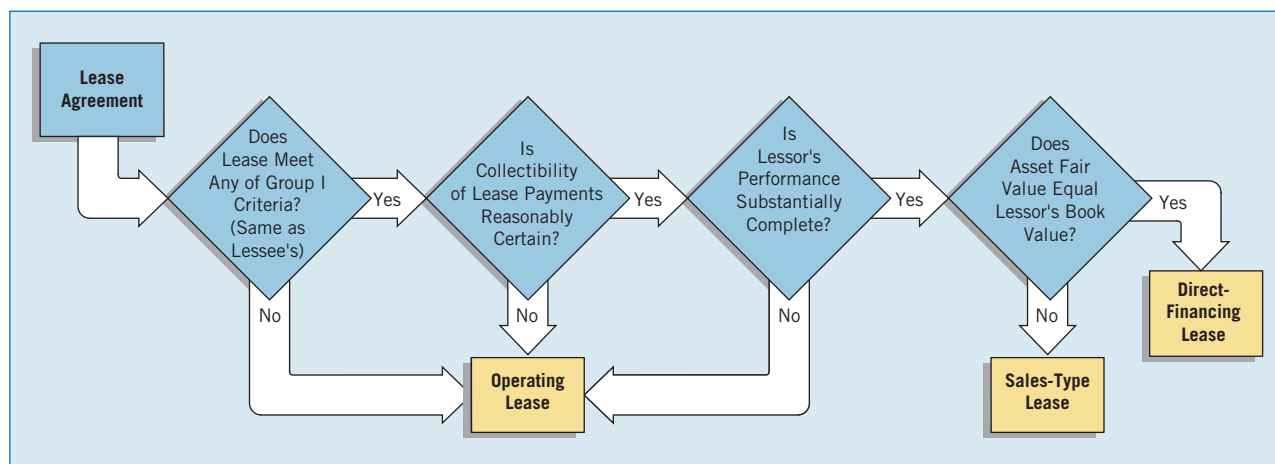 Lease
Agreement
Does
Lease Meet
Any of Group I
Criteria?
(Same as
Lessee's)
Yes
No
Is
Collectibility
of Lease Payments
Reasonably
Certain?
Yes
No
Is
Lessor's
Performance
Substantially
Complete?
Yes
No
Does
Asset Fair
Value Equal
Lessor's Book
Value?
Yes
No
Operating
Lease
Sales-Type
Lease
Direct-
Financing
Lease